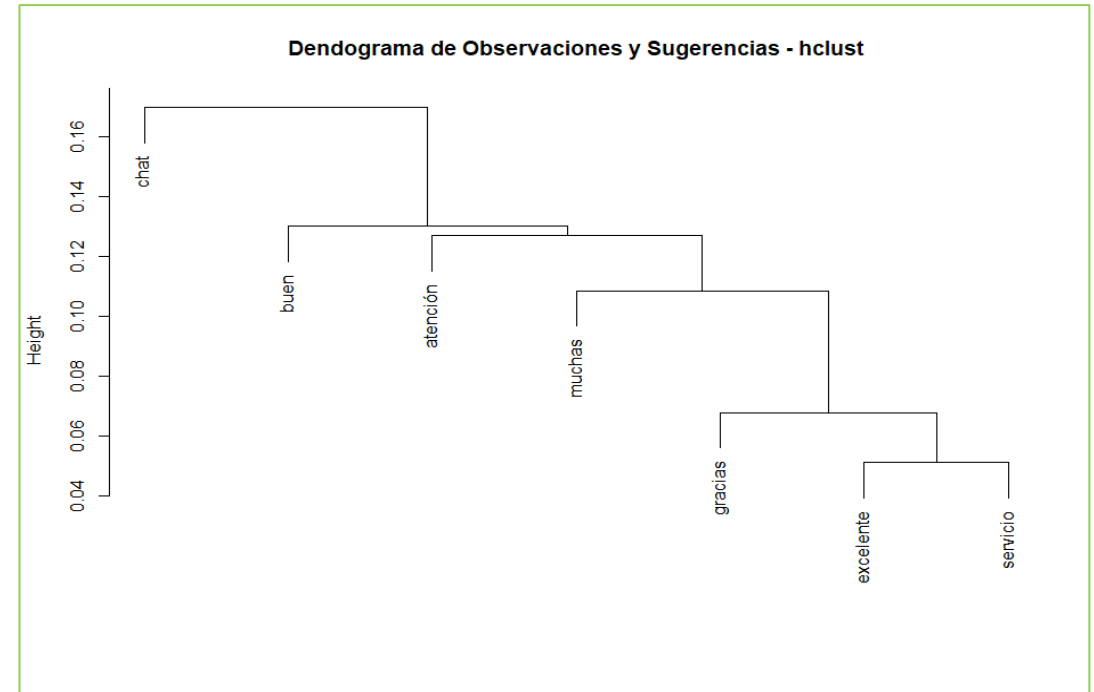 Dendograma de Observaciones y Sugerencias - hclust
Height
0.16
0.14
0.12
0.10
0.08
0.06
0.04
chat
buen
atención
muchas
gracias
excelente
servicio